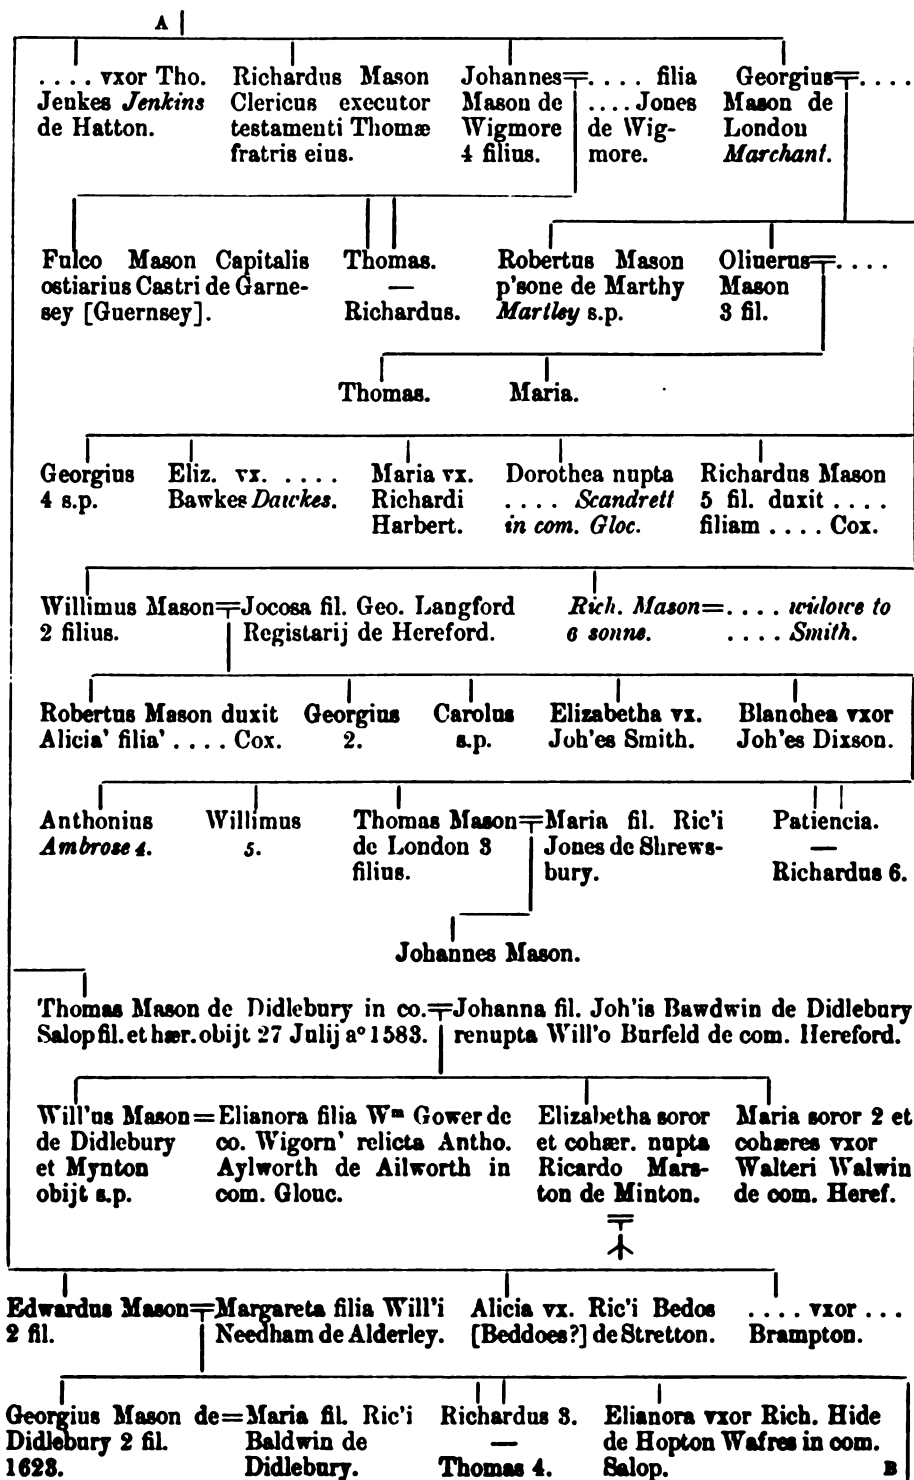 A
. . . . vxor Tho.
Jenkes Jenkins
de Hatton.
Richardus Mason
Clericus executor
testamenti Thomæ
fratris eius.
Johannes
Mason de
Wigmore
4 filius.
. . . . filia
. . . . Jones
de Wig-
more.
Georgius
Mason de
London
Marchant.
. . . .
Fulco Mason Capitalis
ostiarius Castri de Garne-
sey [Guernsey].
Thomas.
—
Richardus.
Robertus Mason
p'sone de Marthy
Martley s.p.
Oliuerus
Mason
3 fil.
. . . .
Thomas.
Maria.
Georgius
4 s.p.
Eliz. vx. . . . .
Bawkes Dawkes.
Maria vx.
Richardi
Harbert.
Dorothea nupta
. . . . Scandrett
in com. Gloc.
Richardus Mason
5 fil. duxit . . . .
filiam . . . . Cox.
Willimus Mason
2 filius.
Jocosa fil. Geo. Langford
Registarij de Hereford.
Rich. Mason=. . . . widowe to
6 sonne. . . . . Smith.
Robertus Mason duxit
Alicia' filia' . . . . Cox.
Georgius
2.
Carolus
s.p.
Elizabetha vx.
Joh'es Smith.
Blanchea vxor
Joh'es Dixson.
Anthonius
Ambrose 4.
Willimus
5.
Thomas Mason
de London 3
filius.
Maria fil. Ric'i
Jones de Shrews-
bury.
Patiencia.
—
Richardus 6.
Johannes Mason.
Thomas Mason de Didlebury in co.
Salop fil. et hær. obijt 27 Julij a° 1583.
Johanna fil. Joh'is Bawdwin de Didlebury
renupta Will'o Burfeld de com. Hereford.
Will'us Mason
de Didlebury
et Mynton
obijt s.p.
=Elianora filia Wᵐ Gower de
co. Wigorn' relicta Antho.
Aylworth de Ailworth in
com. Glouc.
Elizabetha soror
et cohær. nupta
Ricardo Mars-
ton de Minton.
Maria soror 2 et
cohæres vxor
Walteri Walwin
de com. Heref.
Edwardus Mason
2 fil.
Margareta filia Will'i
Needham de Alderley.
Alicia vx. Ric'i Bedos
[Beddoes?] de Stretton.
. . . . vxor . . .
Brampton.
Georgius Mason de
Didlebury 2 fil.
1623.
=Maria fil. Ric'i
Baldwin de
Didlebury.
Richardus 3.
—
Thomas 4.
Elianora vxor Rich. Hide
de Hopton Wafres in com.
Salop.
B